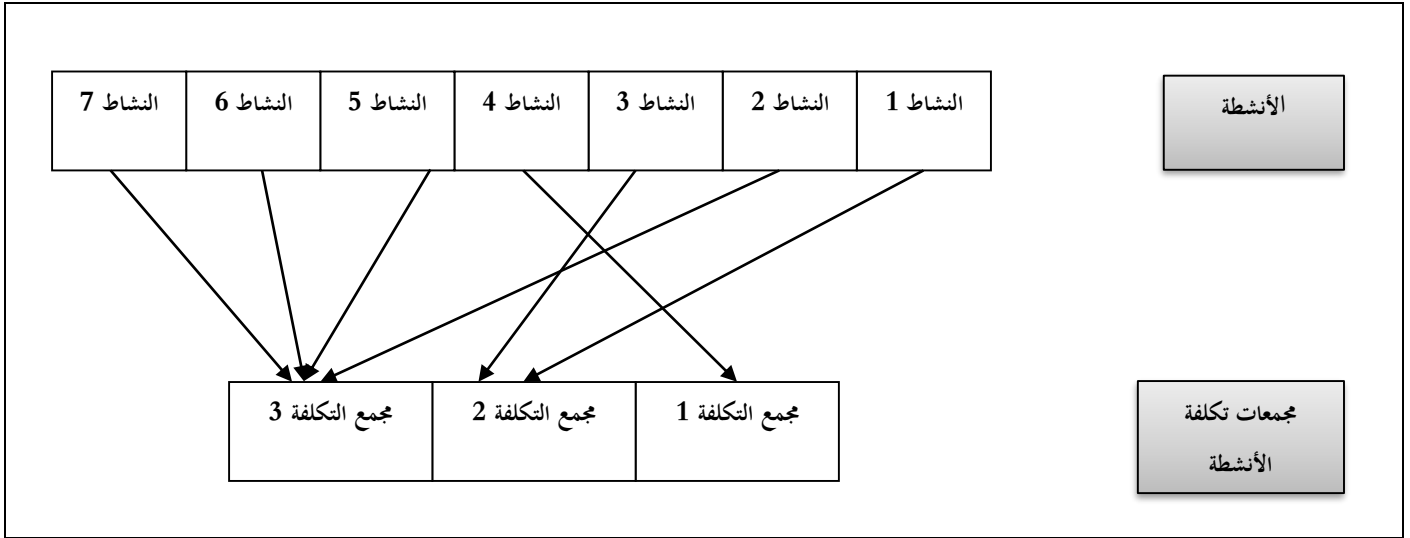 الأنشطة
النشاط 1
النشاط 2
النشاط 3
النشاط 4
النشاط 5
النشاط 6
النشاط 7
مجمعات تكلفة
الأنشطة
مجمع التكلفة 1
مجمع التكلفة 2
مجمع التكلفة 3